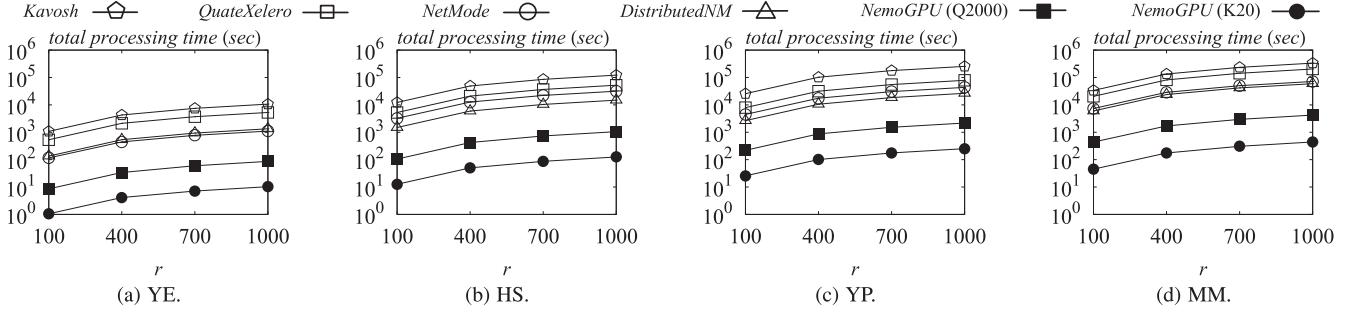 Kavosh QuateXelero NetMode DistributedNM NemoGPU (Q2000) NemoGPU (K20)
total processing time (sec)
10^6
10^5
10^4
10^3
10^2
10^1
10^0
100 400 700 1000
r
(a) YE.
total processing time (sec)
10^6
10^5
10^4
10^3
10^2
10^1
10^0
100 400 700 1000
r
(b) HS.
total processing time (sec)
10^6
10^5
10^4
10^3
10^2
10^1
10^0
100 400 700 1000
r
(c) YP.
total processing time (sec)
10^6
10^5
10^4
10^3
10^2
10^1
10^0
100 400 700 1000
r
(d) MM.